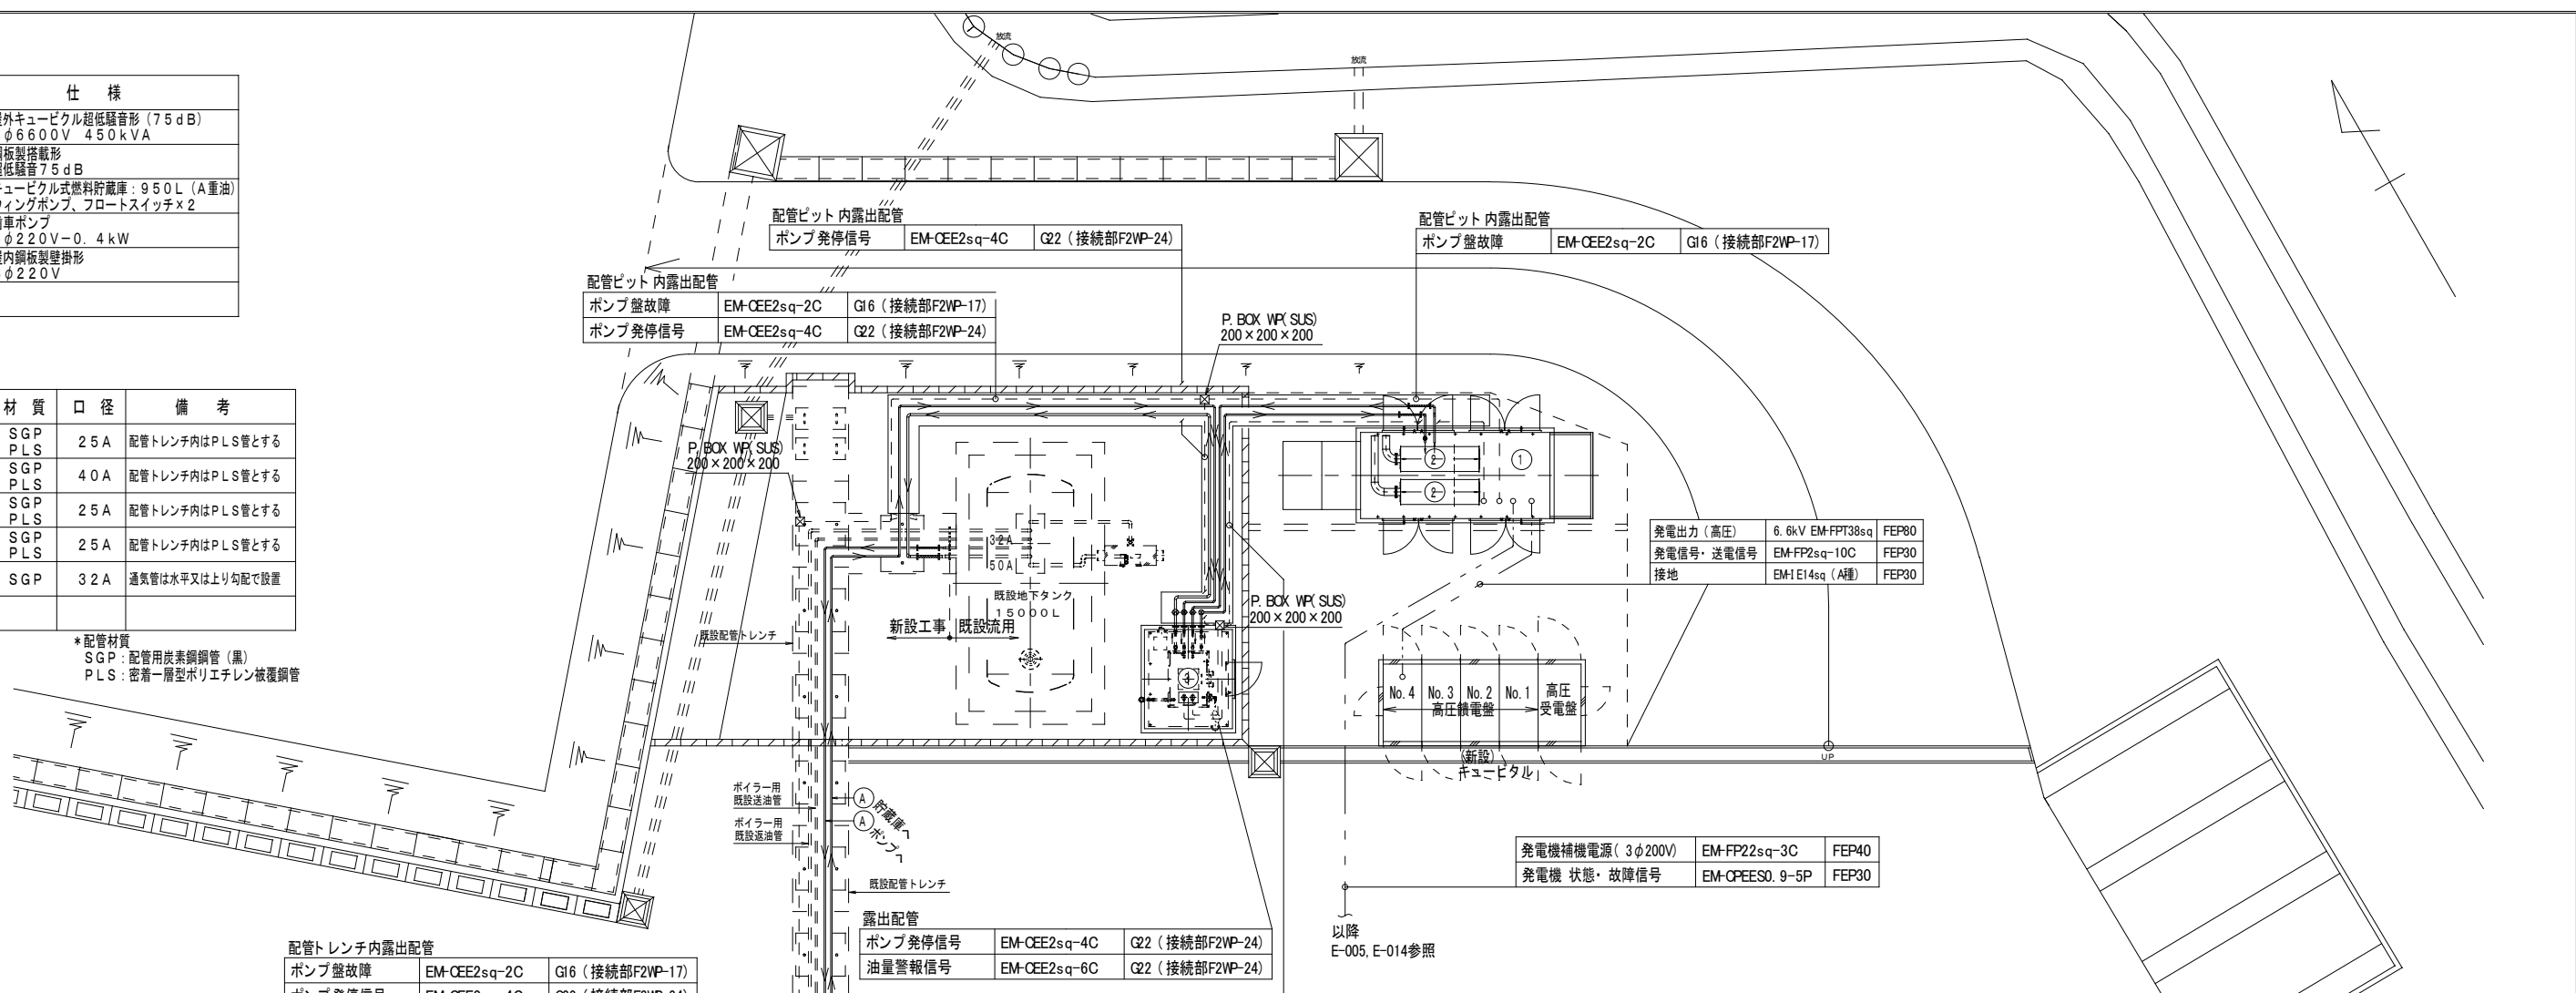 放流
放流
仕 様
外キュービクル超低騒音形（75dB）
φ6600V 450kVA
板製搭載形
低騒音75dB
ュービクル式燃料貯蔵庫：950L（A重油）
ィングポンプ、フロートスイッチ×2
車ポンプ
φ220V−0.4kW
内鋼板製壁掛形
φ220V
材 質 口 径 備 考
SGP
PLS 25A 配管トレンチ内はPLS管とする
SGP
PLS 40A 配管トレンチ内はPLS管とする
SGP
PLS 25A 配管トレンチ内はPLS管とする
SGP
PLS 25A 配管トレンチ内はPLS管とする
SGP 32A 通気管は水平又は上り勾配で設置
*配管材質
SGP：配管用炭素鋼鋼管（黒）
PLS：密着一層型ポリエチレン被覆鋼管
配管ピット内露出配管
ポンプ発停信号 EM-CEE2sq-4C G22（接続部F2WP-24）
配管ピット内露出配管
ポンプ盤故障 EM-CEE2sq-2C G16（接続部F2WP-17）
配管ピット内露出配管
ポンプ盤故障 EM-CEE2sq-2C G16（接続部F2WP-17）
ポンプ発停信号 EM-CEE2sq-4C G22（接続部F2WP-24）
P.BOX WP(SUS)
200×200×200
P.BOX WP(SUS)
200×200×200
32A
50A
既設地下タンク
15000L
新設工事 既設流用
既設配管トレンチ
P.BOX WP(SUS)
200×200×200
①
②
②
③
発電出力（高圧） 6.6kV EM-FPT38sq FEP80
発電信号・送電信号 EM-FP2sq-10C FEP30
接地 EM-IE14sq（A種） FEP30
No.4 No.3 No.2 No.1 高圧
受電盤
高圧饋電盤
(新設)
キュービクル
UP
ボイラー用
既設送油管
ボイラー用
既設返油管
A 貯蔵庫へ
A ポンプへ
既設配管トレンチ
発電機補機電源（3φ200V） EM-FP22sq-3C FEP40
発電機 状態・故障信号 EM-CPEES0.9-5P FEP30
以降
E-005,E-014参照
露出配管
ポンプ発停信号 EM-CEE2sq-4C G22（接続部F2WP-24）
油量警報信号 EM-CEE2sq-6C G22（接続部F2WP-24）
配管トレンチ内露出配管
ポンプ盤故障 EM-CEE2sq-2C G16（接続部F2WP-17）